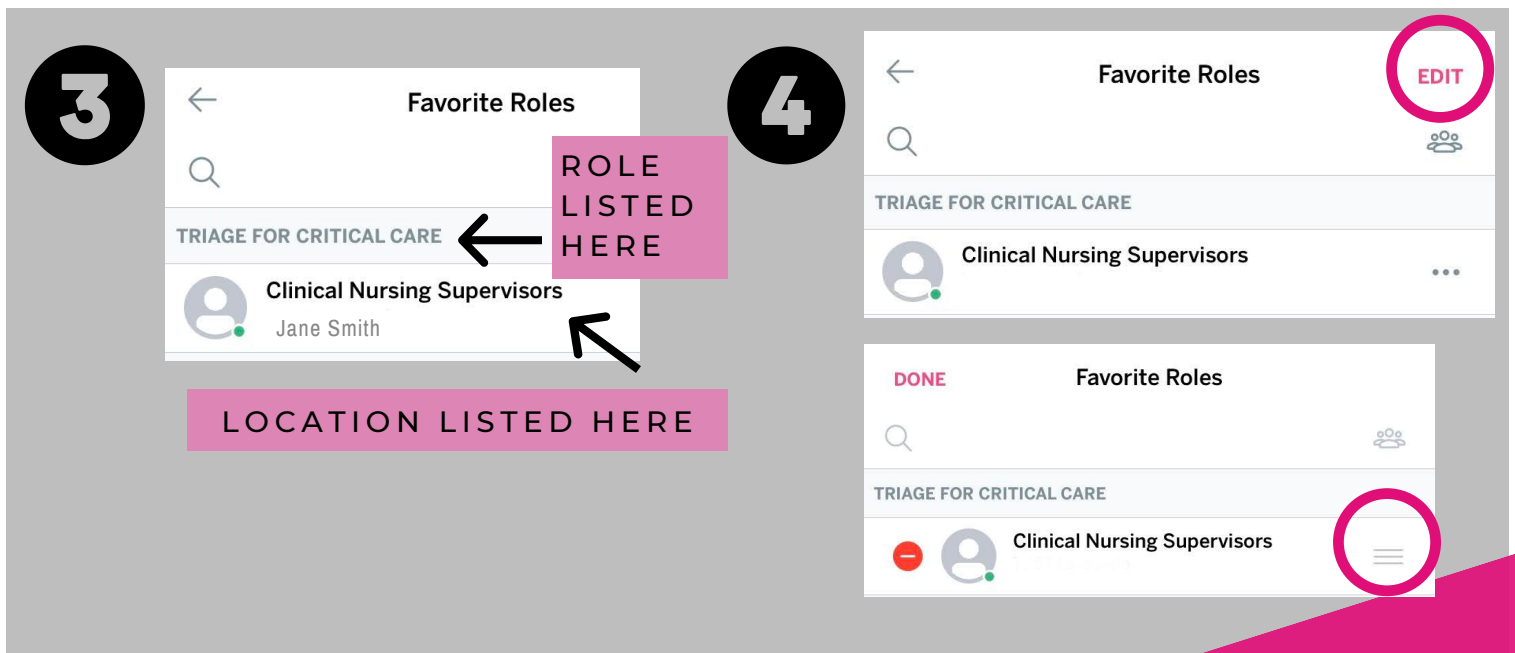 3
Favorite Roles
ROLE
LISTED
HERE
TRIAGE FOR CRITICAL CARE
Clinical Nursing Supervisors
Jane Smith
LOCATION LISTED HERE
4
Favorite Roles
EDIT
TRIAGE FOR CRITICAL CARE
Clinical Nursing Supervisors
DONE
Favorite Roles
TRIAGE FOR CRITICAL CARE
Clinical Nursing Supervisors